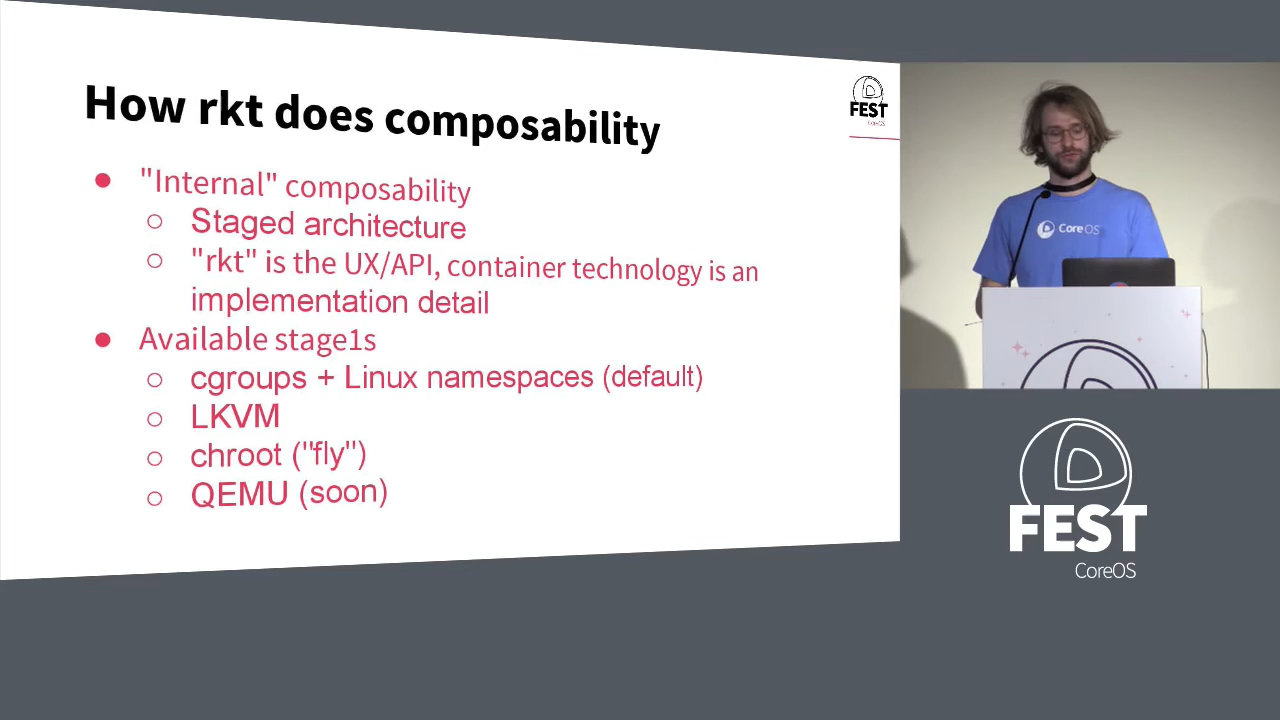 How rkt does composability
"Internal" composability
Staged architecture
"rkt" is the UX/API, container technology is an
implementation detail
Available stage1s
cgroups + Linux namespaces (default)
LKVM
chroot ("fly")
QEMU (soon)
FEST
CoreOS
CoreOS
FEST
CoreOS